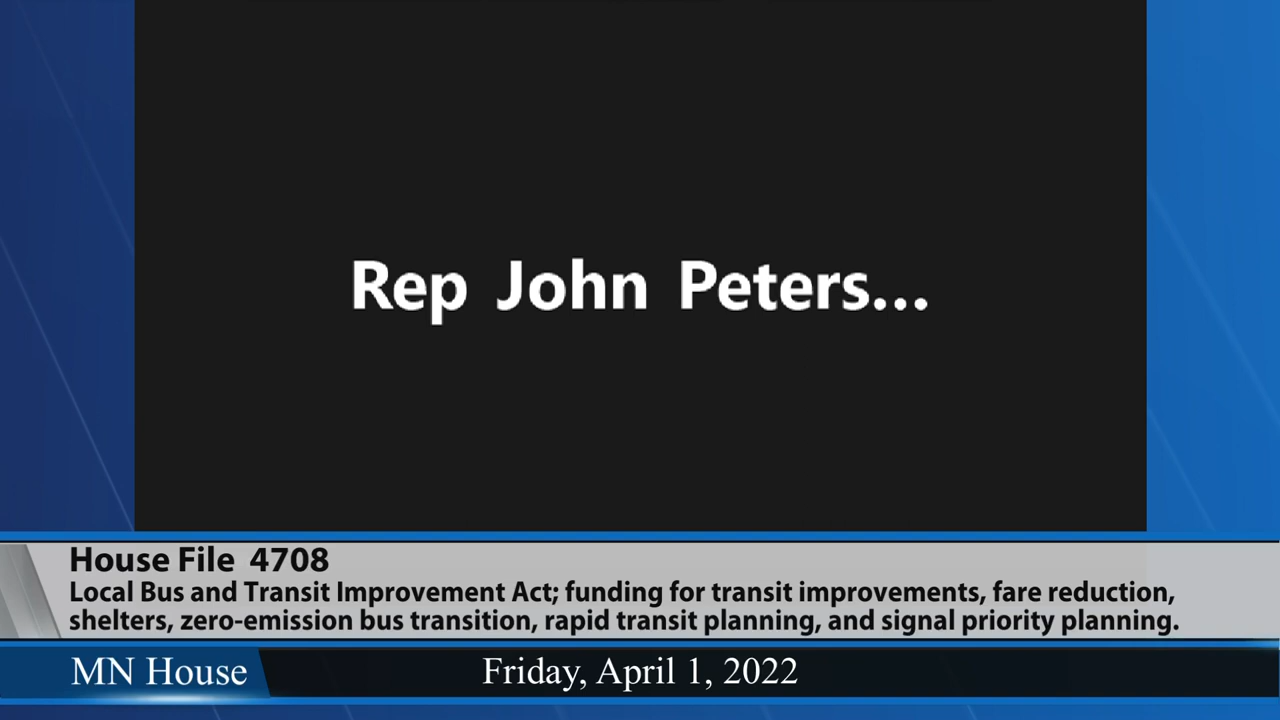 Rep John Peters...
House File 4708
Local Bus and Transit Improvement Act; funding for transit improvements, fare reduction,
shelters, zero-emission bus transition, rapid transit planning, and signal priority planning.
MN House
Friday, April 1, 2022